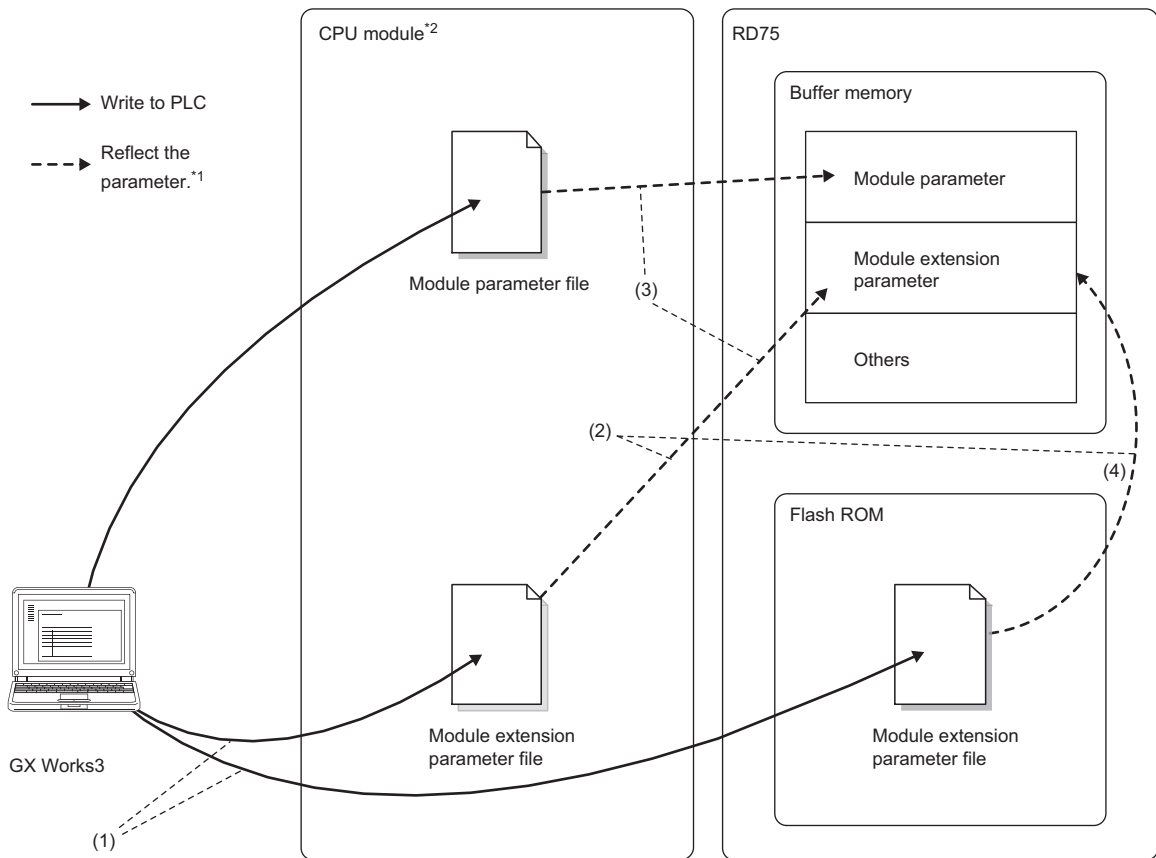 CPU module*2
RD75
Write to PLC
Reflect the
parameter.*1
Buffer memory
Module parameter
Module extension
parameter
Others
Module parameter file
(3)
(2)
(4)
Flash ROM
GX Works3
Module extension
parameter file
Module extension
parameter file
(1)